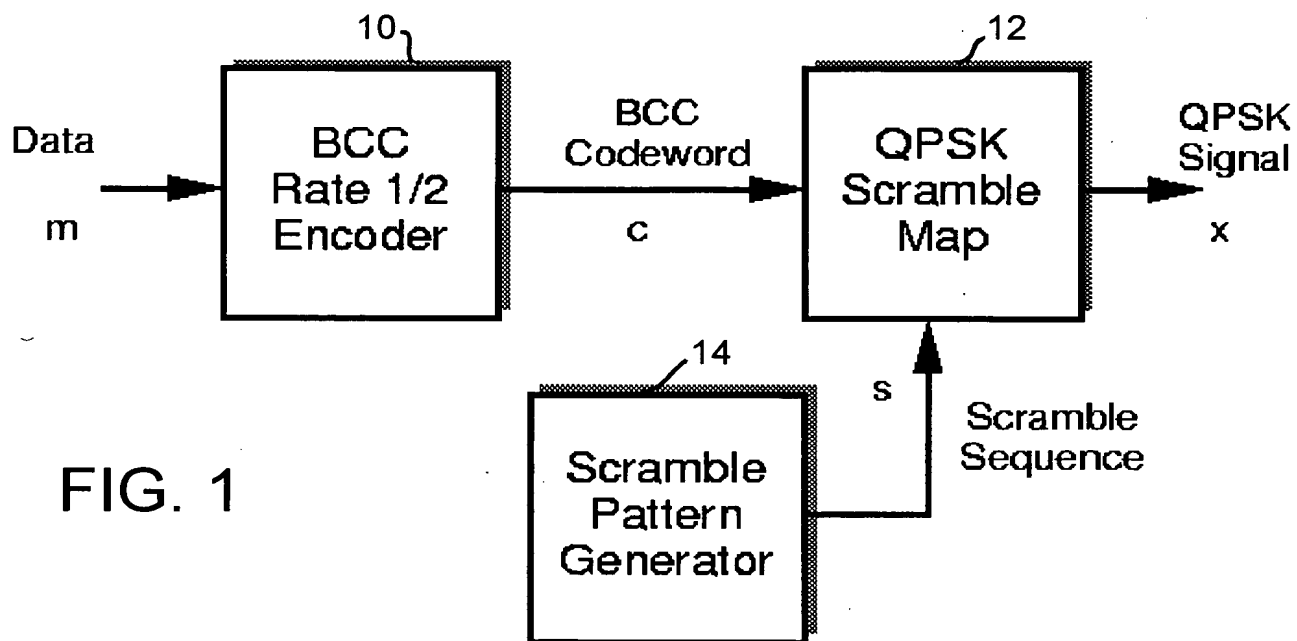 10
12
Data
m
BCC
Rate 1/2
Encoder
BCC
Codeword
c
QPSK
Scramble
Map
QPSK
Signal
x
14
s
Scramble
Sequence
Scramble
Pattern
Generator
FIG. 1